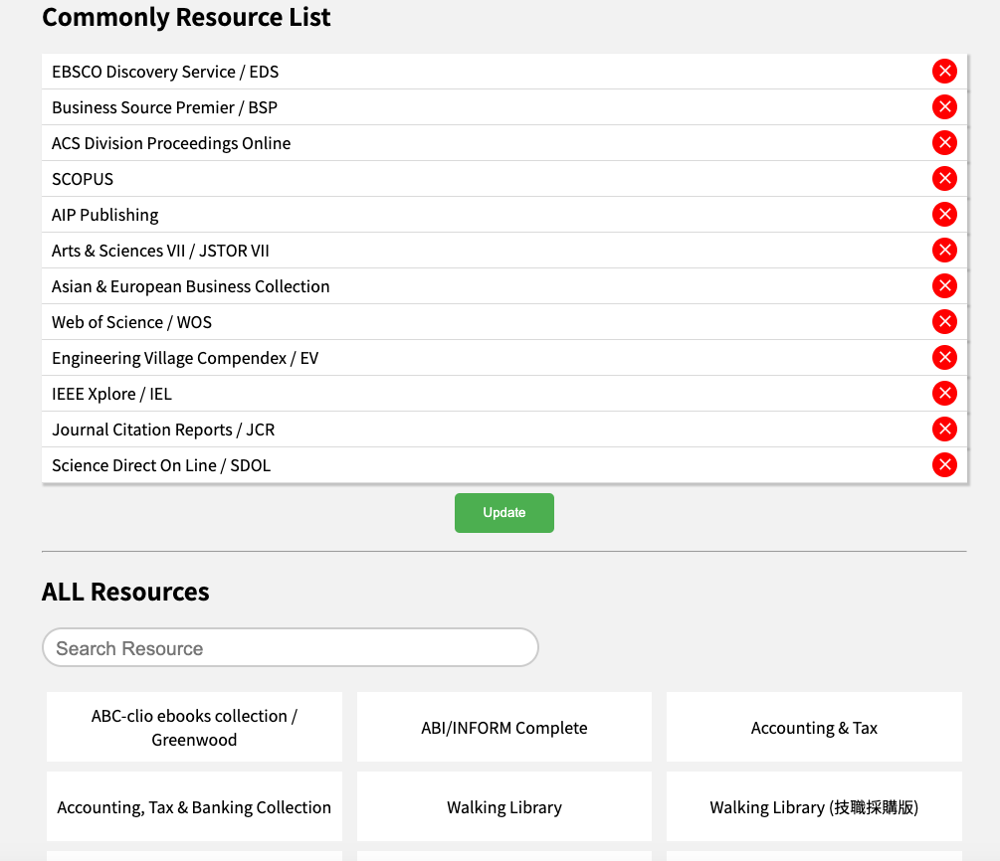 Commonly Resource List
EBSCO Discovery Service / EDS
Business Source Premier / BSP
ACS Division Proceedings Online
SCOPUS
AIP Publishing
Arts & Sciences VII / JSTOR VII
Asian & European Business Collection
Web of Science / WOS
Engineering Village Compendex / EV
IEEE Xplore / IEL
Journal Citation Reports / JCR
Science Direct On Line / SDOL
Update
ALL Resources
Search Resource
ABC-clio ebooks collection /
Greenwood
ABI/INFORM Complete
Accounting & Tax
Accounting, Tax & Banking Collection
Walking Library
Walking Library (技職採購版)